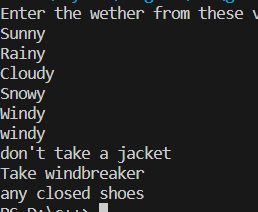 Enter the wether from these v
Sunny
Rainy
Cloudy
Snowy
Windy
windy
don't take a jacket
Take windbreaker
any closed shoes
PS D:\c++>